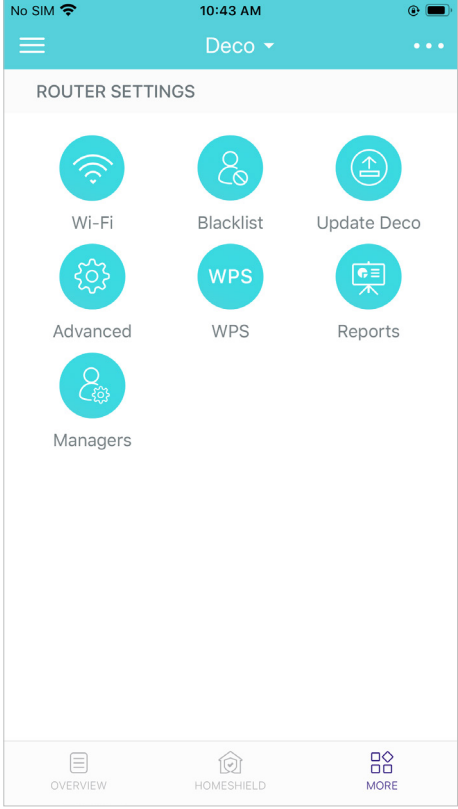 No SIM 10:43 AM
Deco
ROUTER SETTINGS
Wi-Fi Blacklist Update Deco
WPS
Advanced WPS Reports
Managers
OVERVIEW HOMESHIELD MORE